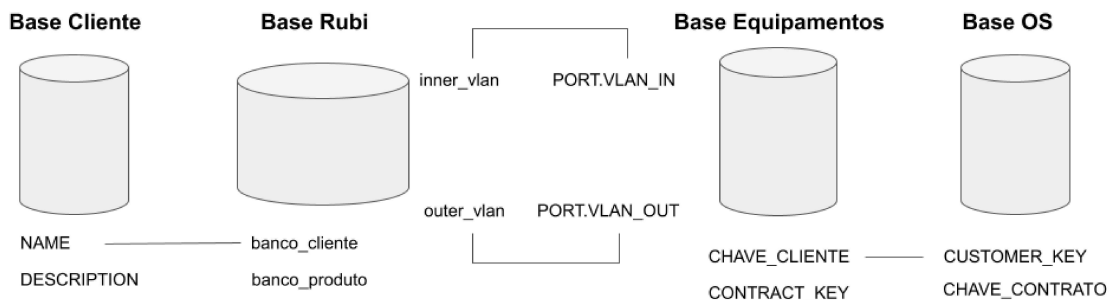 Base Cliente
Base Rubi
Base Equipamentos
Base OS
inner_vlan
PORT.VLAN_IN
outer_vlan
PORT.VLAN_OUT
NAME
banco_cliente
CHAVE_CLIENTE
CUSTOMER_KEY
DESCRIPTION
banco_produto
CONTRACT_KEY
CHAVE_CONTRATO